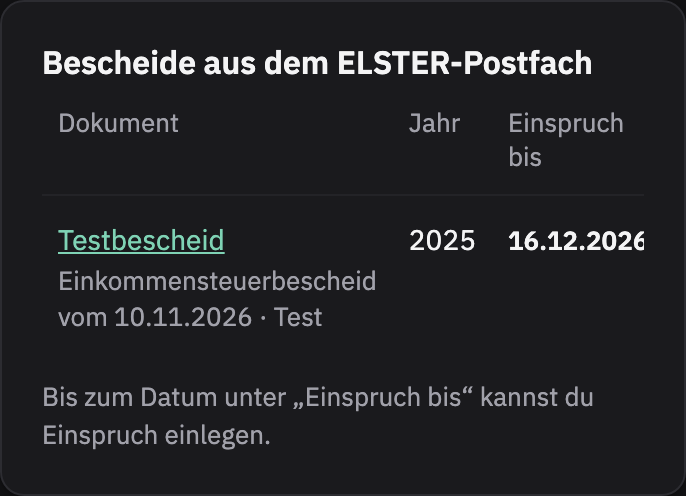 Bescheide aus dem ELSTER-Postfach
Dokument Jahr Einspruch
bis
Testbescheid 2025 16.12.2026
Einkommensteuerbescheid
vom 10.11.2026 · Test
Bis zum Datum unter „Einspruch bis“ kannst du
Einspruch einlegen.